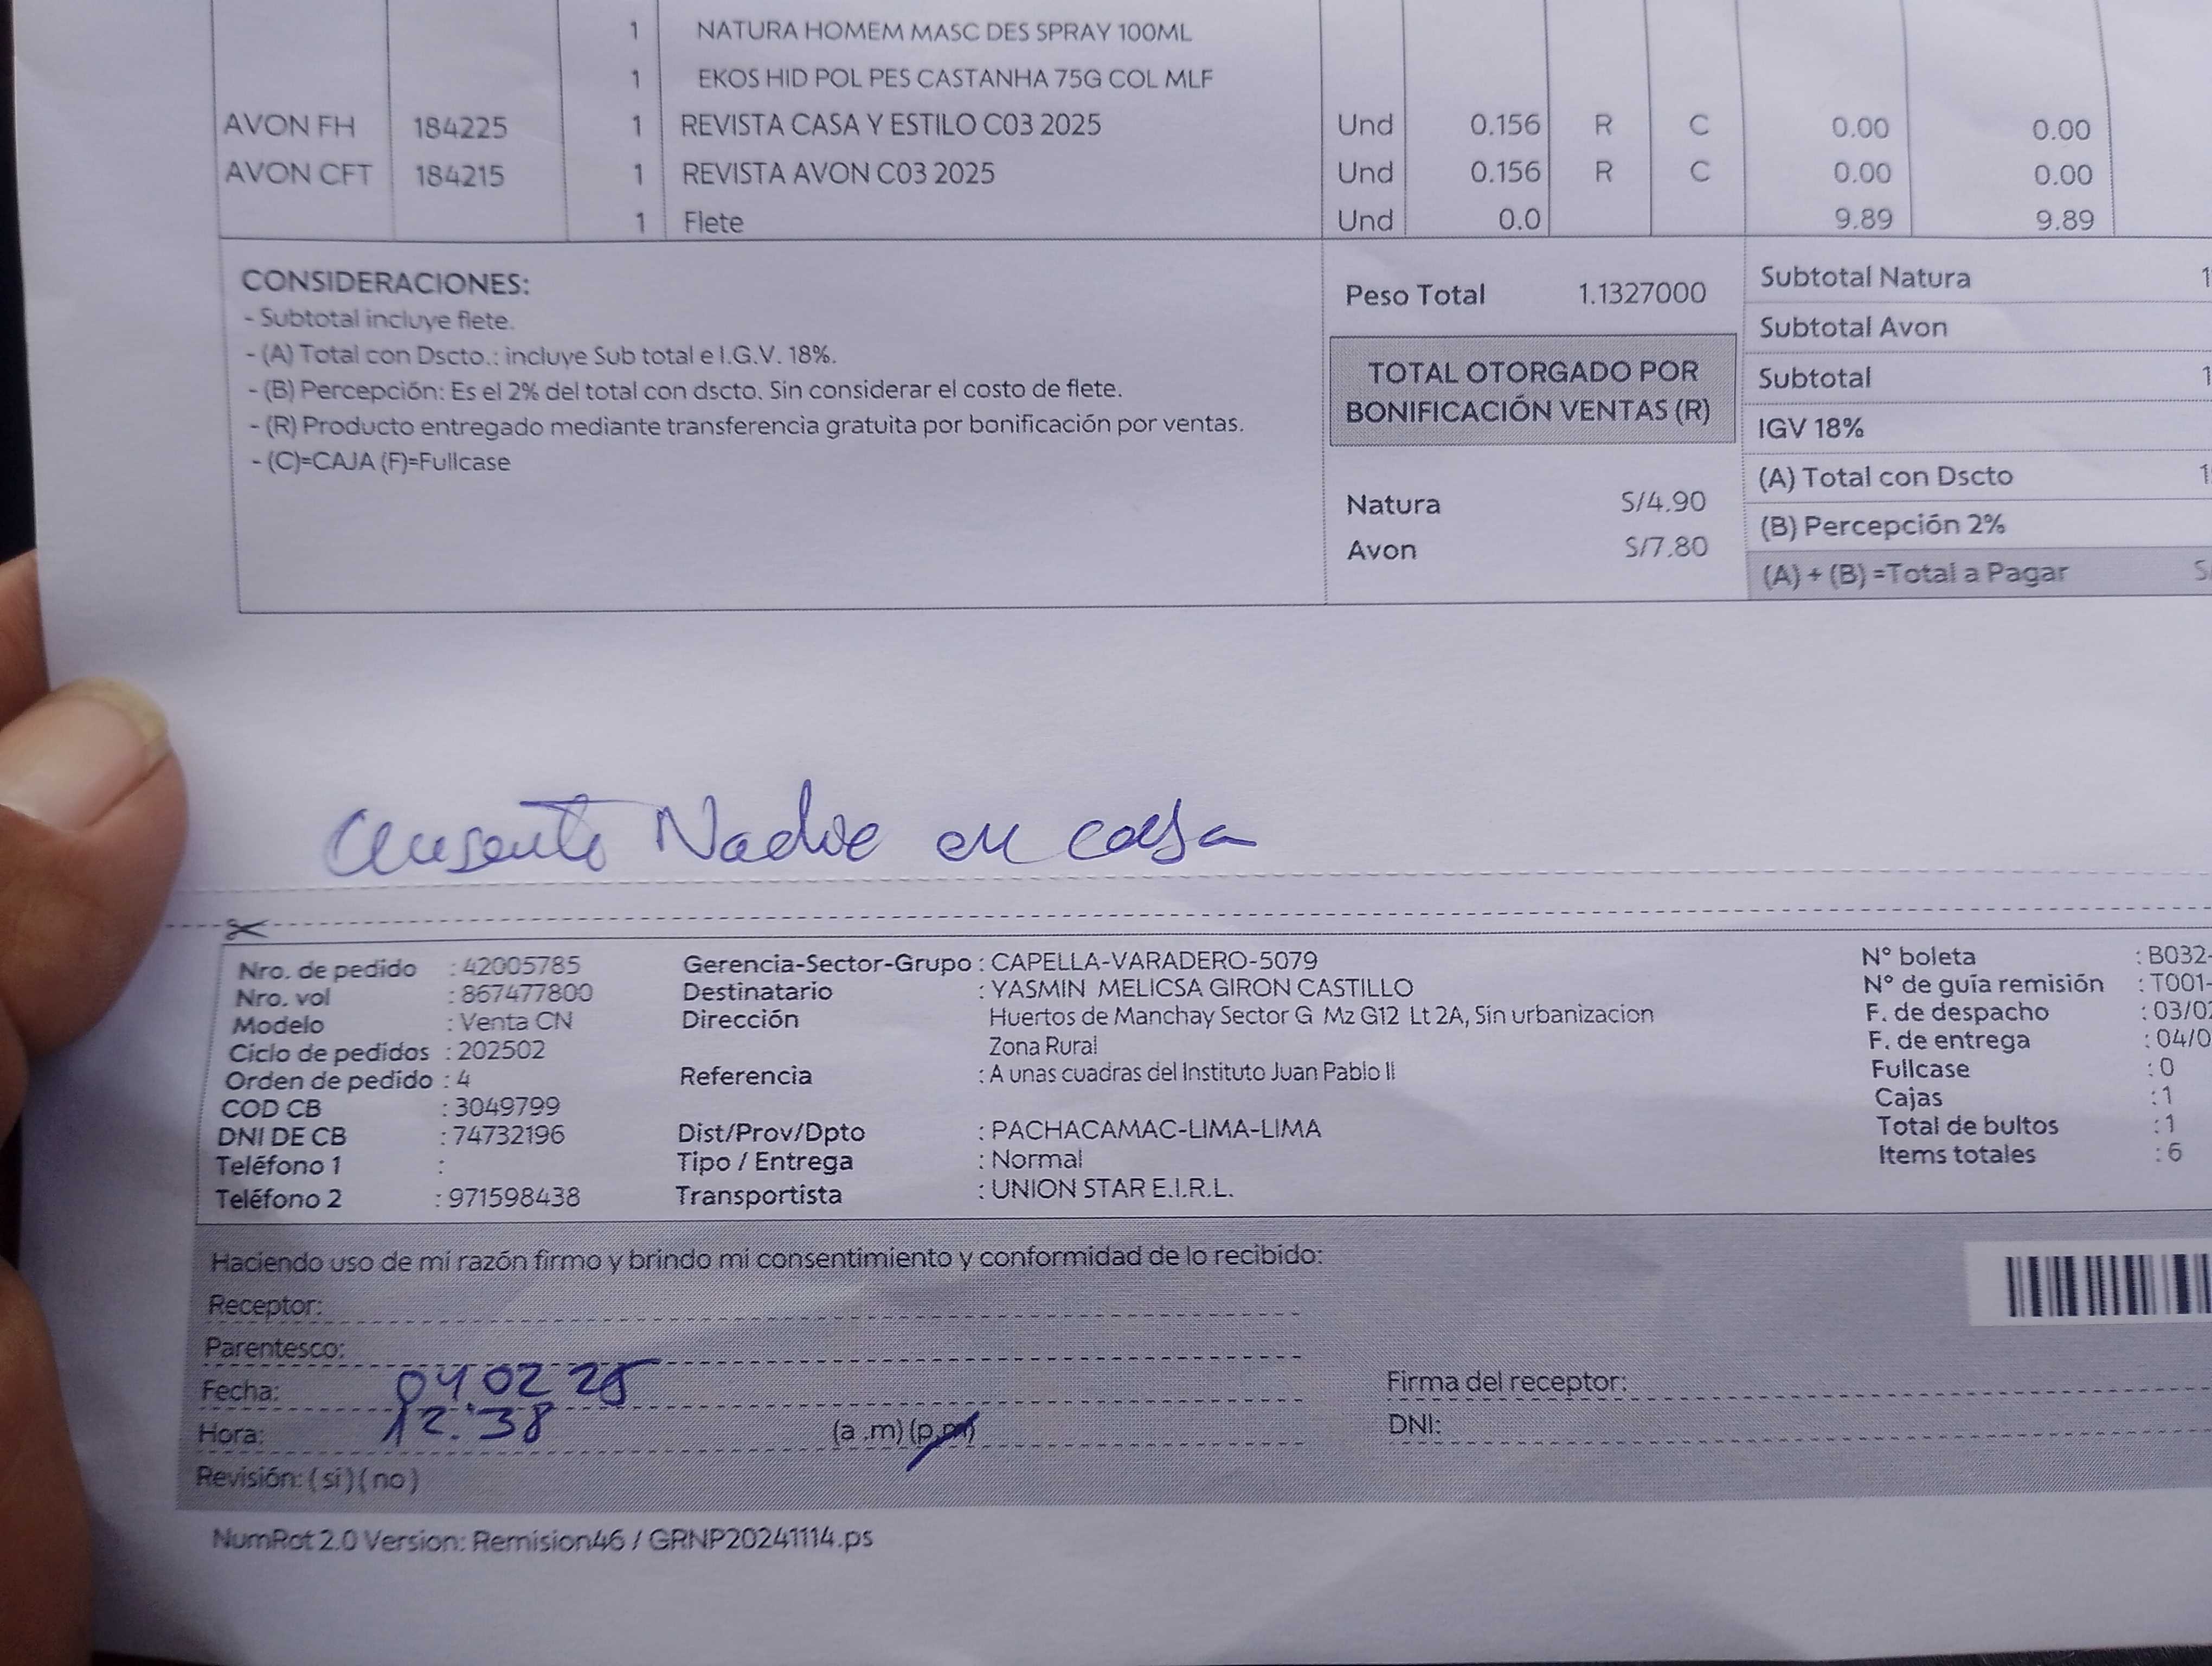 1 NATURA HOMEM MASC DES SPRAY 100ML
1 EKOS HID POL PES CASTANHA 75G COL MLF
AVON FH 184225 1 REVISTA CASA Y ESTILO C03 2025 Und 0.156 R C 0.00 0.00
AVON CFT 184215 1 REVISTA AVON C03 2025 Und 0.156 R C 0.00 0.00
1 Flete Und 0.0 9.89 9.89
CONSIDERACIONES:
- Subtotal incluye flete.
- (A) Total con Dscto.: incluye Sub total e I.G.V. 18%.
- (B) Percepción: Es el 2% del total con dscto. Sin considerar el costo de flete.
- (R) Producto entregado mediante transferencia gratuita por bonificación por ventas.
- (C)=CAJA (F)=Fullcase
Peso Total 1.1327000
TOTAL OTORGADO POR
BONIFICACIÓN VENTAS (R)
Natura S/4.90
Avon S/7.80
Subtotal Natura 1
Subtotal Avon
Subtotal 1
IGV 18%
(A) Total con Dscto 1
(B) Percepción 2%
(A) + (B) =Total a Pagar S
Ausente Nadie en casa
Nro. de pedido : 42005785
Nro. vol : 867477800
Modelo : Venta CN
Ciclo de pedidos : 202502
Orden de pedido : 4
COD CB : 3049799
DNI DE CB : 74732196
Teléfono 1 :
Teléfono 2 : 971598438
Gerencia-Sector-Grupo : CAPELLA-VARADERO-5079
Destinatario : YASMIN MELICSA GIRON CASTILLO
Dirección Huertos de Manchay Sector G Mz G12 Lt 2A, Sin urbanizacion
Zona Rural
Referencia : A unas cuadras del Instituto Juan Pablo II
Dist/Prov/Dpto : PACHACAMAC-LIMA-LIMA
Tipo / Entrega : Normal
Transportista : UNION STAR E.I.R.L.
N° boleta : B032-
N° de guía remisión : T001-
F. de despacho : 03/02
F. de entrega : 04/0
Fullcase : 0
Cajas : 1
Total de bultos : 1
Items totales : 6
Haciendo uso de mi razón firmo y brindo mi consentimiento y conformidad de lo recibido:
Receptor:
Parentesco:
Fecha: 04 02 25
Hora: 12:38 (a .m) (p.m)
Revisión: (si) (no)
Firma del receptor:
DNI:
NumRot 2.0 Version: Remision46 / GRNP20241114.ps